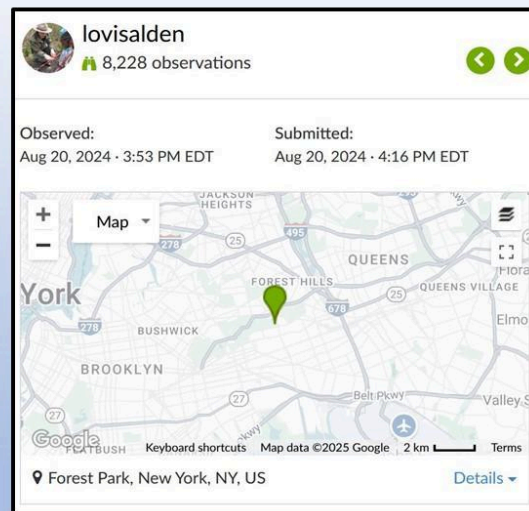 lovisalden
8,228 observations
Observed:
Aug 20, 2024 · 3:53 PM EDT
Submitted:
Aug 20, 2024 · 4:16 PM EDT
+
Map
−
JACKSON
HEIGHTS
278
25
495
QUEENS
FOREST HILLS
Flora
York
25
QUEENS VILLAGE
278
678
BUSHWICK
Elmo
BROOKLYN
27
Belt Pkwy
Valley S
27
wy
Google
FLATBUSH
Keyboard shortcuts
Map data ©2025 Google
2 km
Terms
Forest Park, New York, NY, US
Details